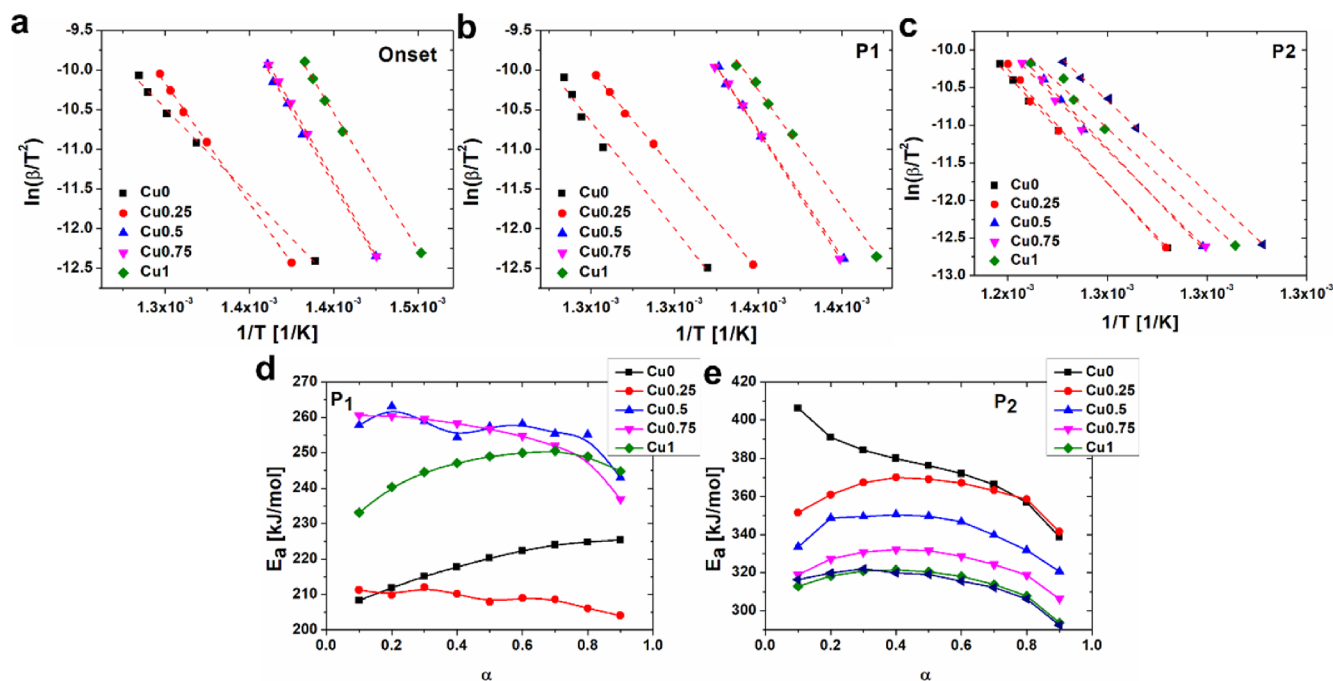 a
Onset
ln(β/T²)
-9.5
-10.0
-10.5
-11.0
-11.5
-12.0
-12.5
Cu0
Cu0.25
Cu0.5
Cu0.75
Cu1
1.3x10⁻³ 1.4x10⁻³ 1.4x10⁻³ 1.5x10⁻³
1/T [1/K]
b
P1
ln(β/T²)
-9.5
-10.0
-10.5
-11.0
-11.5
-12.0
-12.5
Cu0
Cu0.25
Cu0.5
Cu0.75
Cu1
1.3x10⁻³ 1.3x10⁻³ 1.4x10⁻³ 1.4x10⁻³
1/T [1/K]
c
P2
ln(β/T²)
-9.5
-10.0
-10.5
-11.0
-11.5
-12.0
-12.5
-13.0
Cu0
Cu0.25
Cu0.5
Cu0.75
Cu1
1.2x10⁻³ 1.3x10⁻³ 1.3x10⁻³ 1.3x10⁻³
1/T [1/K]
d
P1
Eₐ [kJ/mol]
270
260
250
240
230
220
210
200
Cu0
Cu0.25
Cu0.5
Cu0.75
Cu1
0.0 0.2 0.4 0.6 0.8 1.0
α
e
P2
Eₐ [kJ/mol]
420
400
380
360
340
320
300
Cu0
Cu0.25
Cu0.5
Cu0.75
Cu1
0.0 0.2 0.4 0.6 0.8 1.0
α